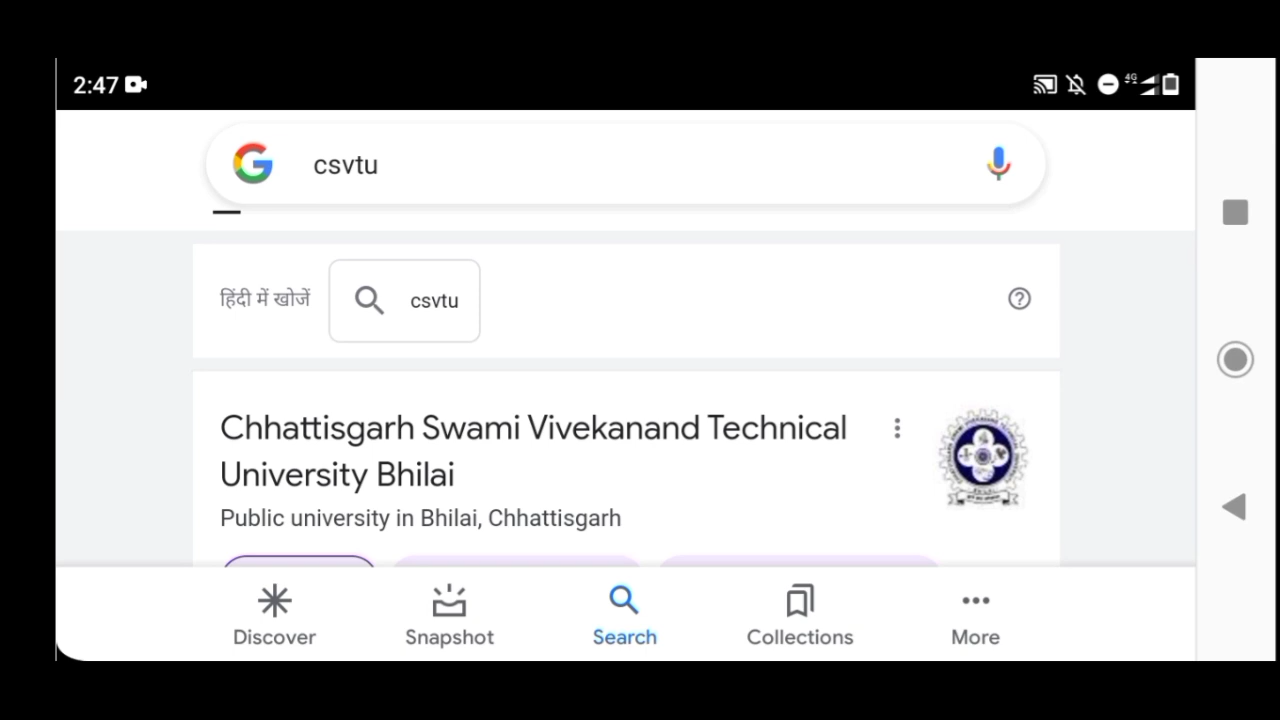 2:47
4G
csvtu
हिंदी में खोजें
csvtu
Chhattisgarh Swami Vivekanand Technical
University Bhilai
Public university in Bhilai, Chhattisgarh
Discover
Snapshot
Search
Collections
More